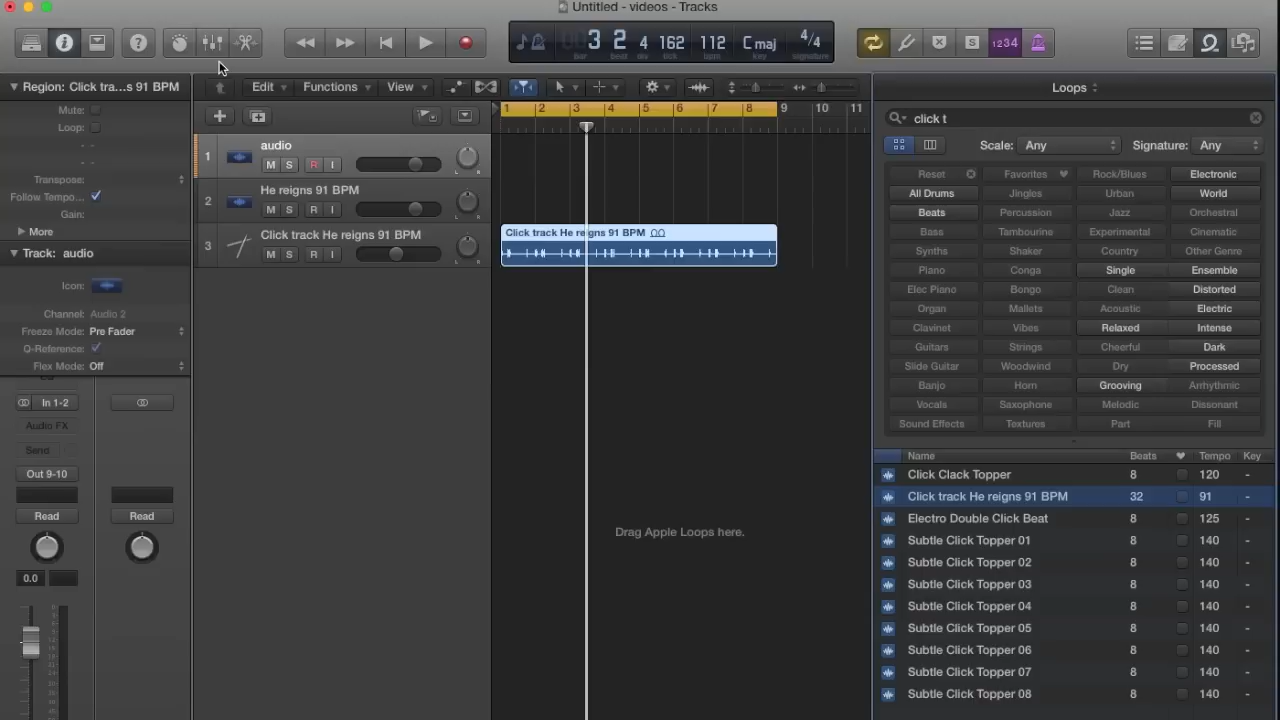 Untitled - videos - Tracks
3 2 4 162 112 C maj 4/4
bar beat div tick bpm key signature
S 1234
Region: Click tra...s 91 BPM
Edit Functions View
Loops
Mute:
Loop:
Transpose:
Follow Tempo...
Gain:
More
Track: audio
Icon:
Channel: Audio 2
Freeze Mode: Pre Fader
Q-Reference:
Flex Mode: Off
In 1-2
Audio FX
Send
Out 9-10
Read Read
0.0
1 2 3 4 5 6 7 8 9 10 11
1 audio
M S R I
L R
2 He reigns 91 BPM
M S R I
L R
3 Click track He reigns 91 BPM
M S R I
L R
Click track He reigns 91 BPM
Drag Apple Loops here.
click t
Scale: Any Signature: Any
Reset Favorites Rock/Blues Electronic
All Drums Jingles Urban World
Beats Percussion Jazz Orchestral
Bass Tambourine Experimental Cinematic
Synths Shaker Country Other Genre
Piano Conga Single Ensemble
Elec Piano Bongo Clean Distorted
Organ Mallets Acoustic Electric
Clavinet Vibes Relaxed Intense
Guitars Strings Cheerful Dark
Slide Guitar Woodwind Dry Processed
Banjo Horn Grooving Arrhythmic
Vocals Saxophone Melodic Dissonant
Sound Effects Textures Part Fill
Name Beats Tempo Key
Click Clack Topper 8 120 -
Click track He reigns 91 BPM 32 91 -
Electro Double Click Beat 8 125 -
Subtle Click Topper 01 8 140 -
Subtle Click Topper 02 8 140 -
Subtle Click Topper 03 8 140 -
Subtle Click Topper 04 8 140 -
Subtle Click Topper 05 8 140 -
Subtle Click Topper 06 8 140 -
Subtle Click Topper 07 8 140 -
Subtle Click Topper 08 8 140 -